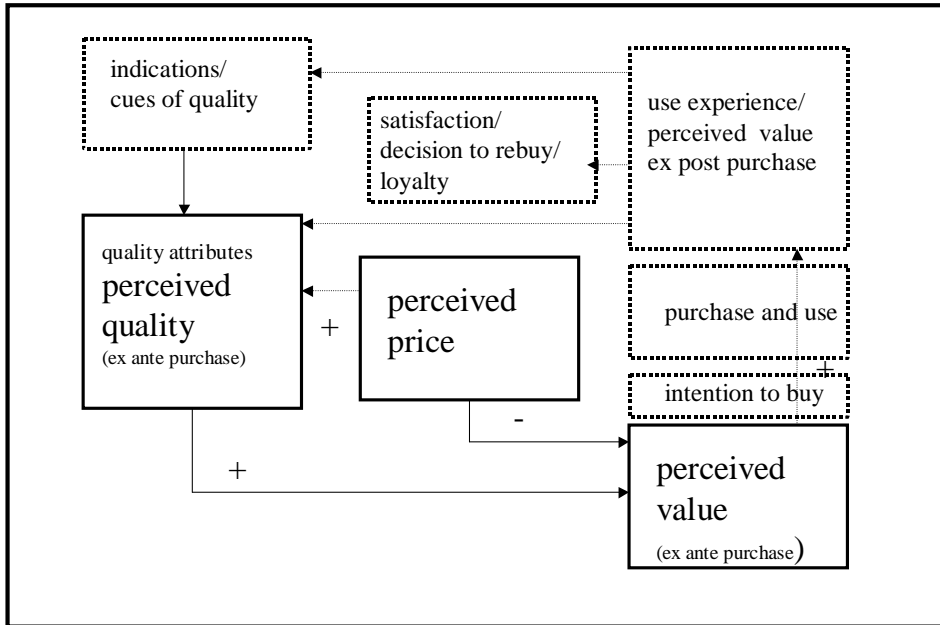 indications/
cues of quality
satisfaction/
decision to rebuy/
loyalty
use experience/
perceived value
ex post purchase
quality attributes
perceived
quality
(ex ante purchase)
+
perceived
price
purchase and use
+
intention to buy
-
+
perceived
value
(ex ante purchase)